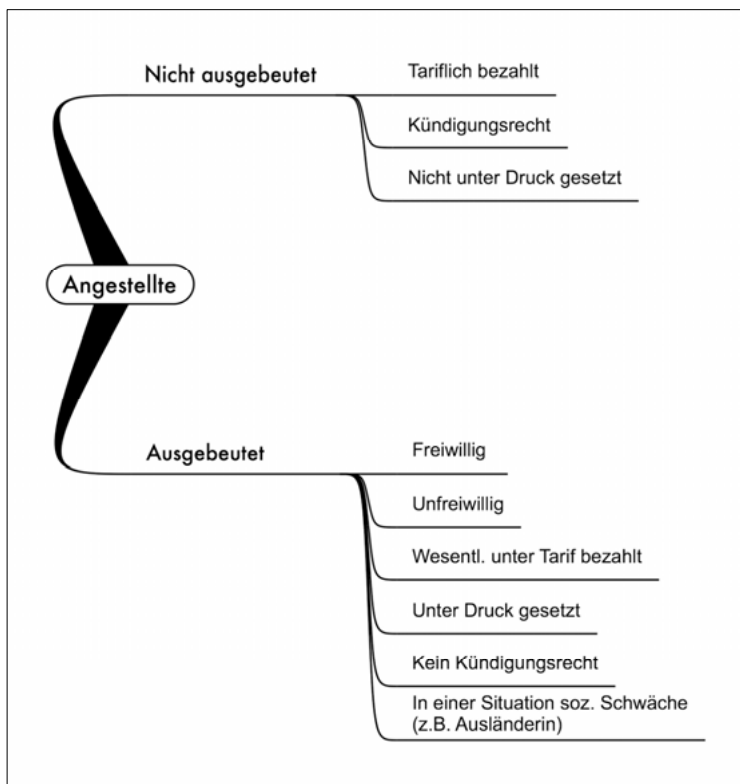 Nicht ausgebeutet
Tariflich bezahlt
Kündigungsrecht
Nicht unter Druck gesetzt
Angestellte
Ausgebeutet
Freiwillig
Unfreiwillig
Wesentl. unter Tarif bezahlt
Unter Druck gesetzt
Kein Kündigungsrecht
In einer Situation soz. Schwäche
(z.B. Ausländerin)